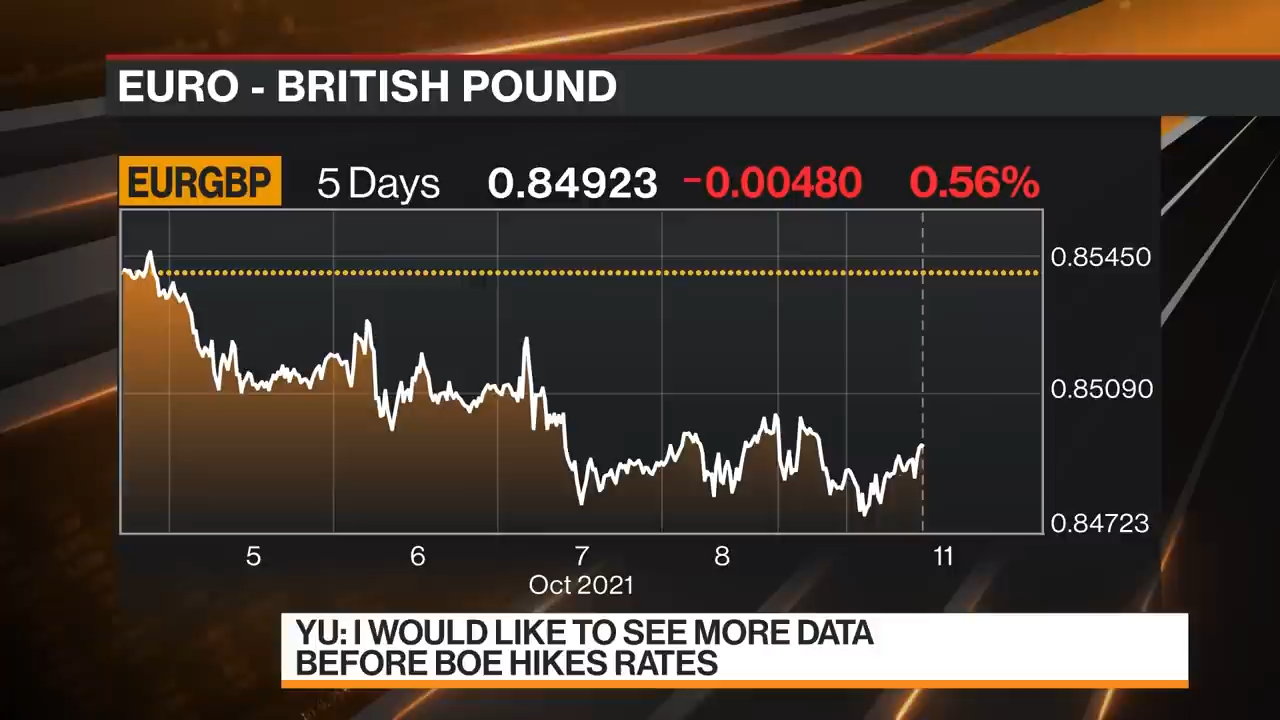 EURO - BRITISH POUND
EURGBP 5 Days 0.84923 -0.00480 0.56%
0.85450
0.85090
0.84723
5 6 7 8 11
Oct 2021
YU: I WOULD LIKE TO SEE MORE DATA
BEFORE BOE HIKES RATES